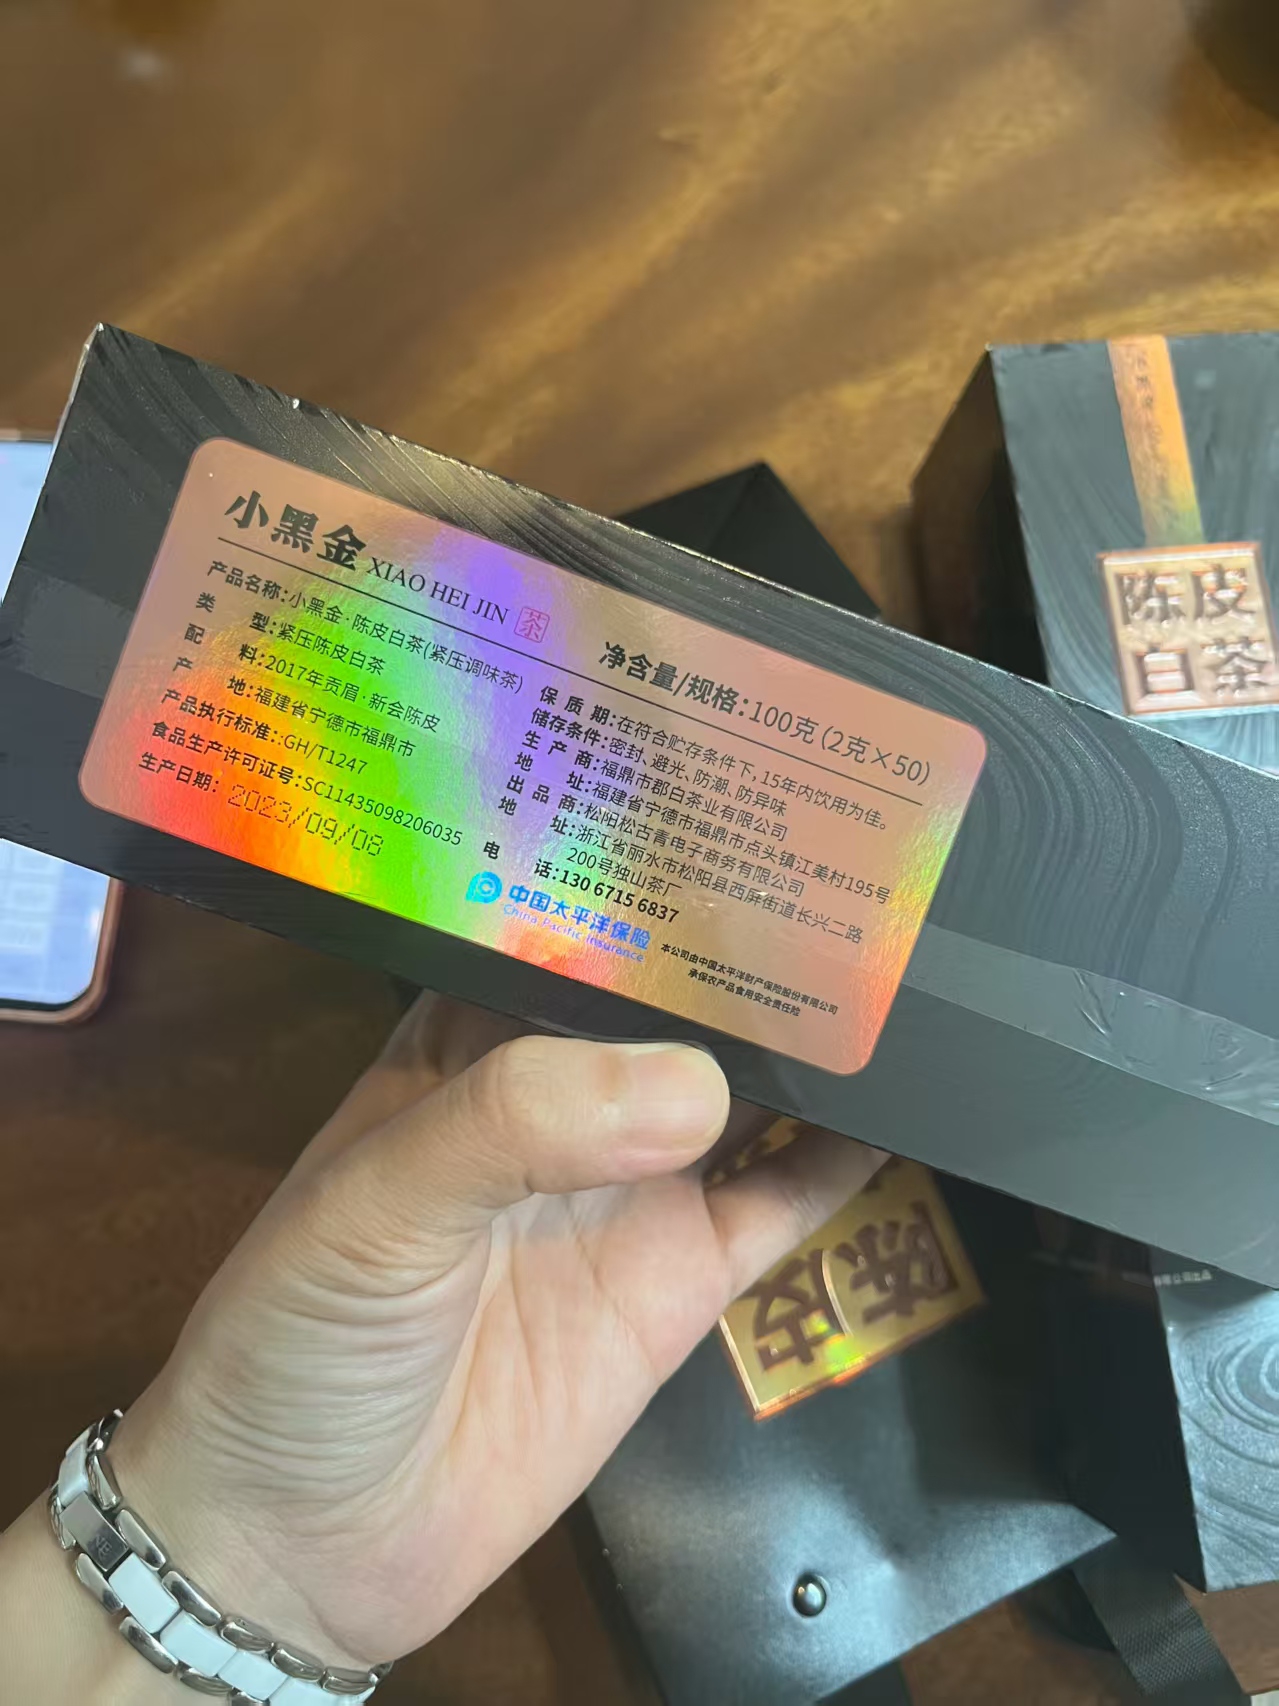 小黑金 XIAO HEI JIN 茶
净含量/规格:100克(2克×50)
产品名称:小黑金·陈皮白茶(紧压调味茶)
类 型:紧压陈皮白茶
配 料:2017年贡眉·新会陈皮
产 地:福建省宁德市福鼎市
产品执行标准::GH/T1247
食品生产许可证号:SC11435098206035
生产日期: 2023/09/08
保 质 期:在符合贮存条件下,15年内饮用为佳。
储存条件:密封、避光、防潮、防异味
生 产 商:福鼎市郡白茶业有限公司
地 址:福建省宁德市福鼎市点头镇江美村195号
出 品 商:松阳松古青电子商务有限公司
地 址:浙江省丽水市松阳县西屏街道长兴二路
200号独山茶厂
电 话:130 6715 6837
中国太平洋保险
China Pacific Insurance
本公司由中国太平洋财产保险股份有限公司
承保农产品食用安全责任险
陈皮
白茶
陈皮